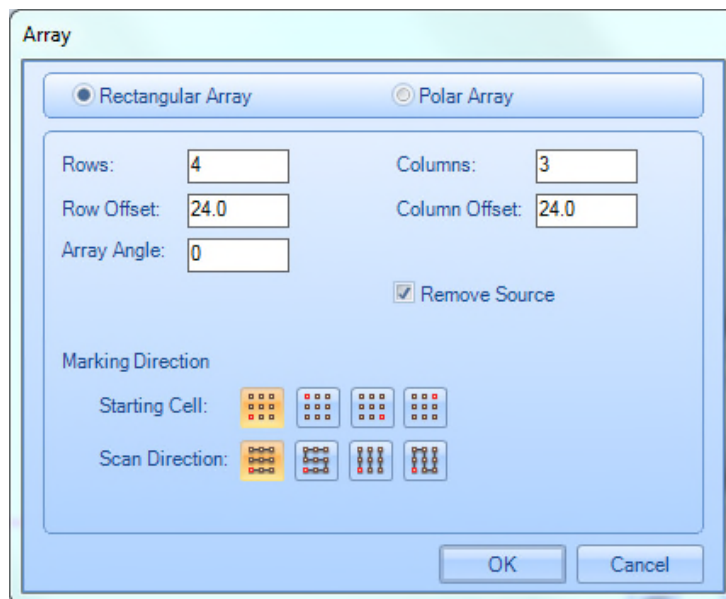 Array
Rectangular Array Polar Array
Rows: 4 Columns: 3
Row Offset: 24.0 Column Offset: 24.0
Array Angle: 0
Remove Source
Marking Direction
Starting Cell:
Scan Direction:
OK Cancel